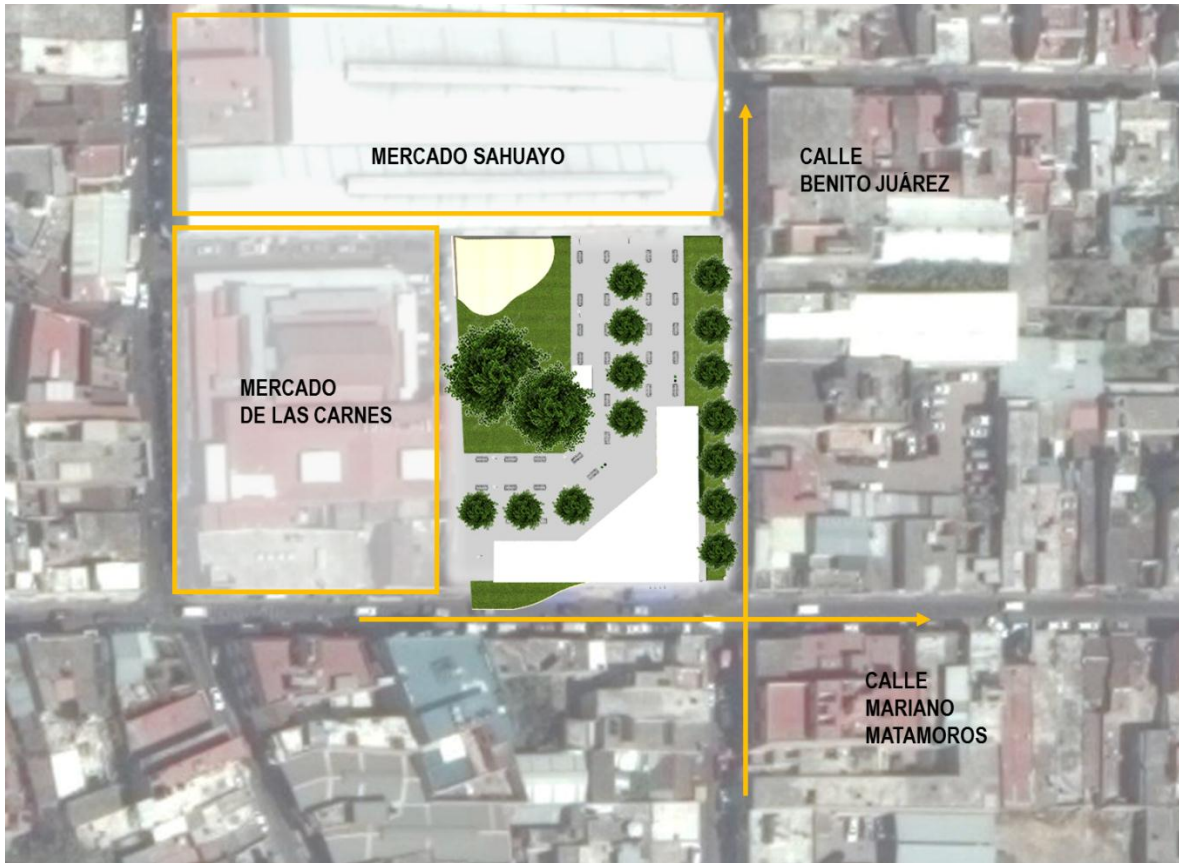 MERCADO SAHUAYO
CALLE
BENITO JUÁREZ
MERCADO
DE LAS CARNES
CALLE
MARIANO
MATAMOROS